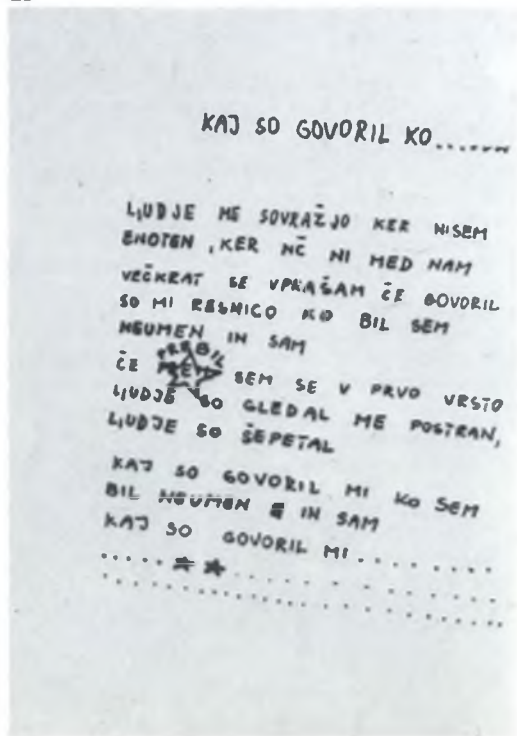 KAJ SO GOVORIL KO.......
LJUDJE ME SOVRAŽJO KER NISEM
ENOTEN, KER NČ NI MED NAM
VEČKRAT SE VPRAŠAM ČE GOVORIL
SO MI RESNICO KO BIL SEM
NEUMEN IN SAM
PREBIL
ČE SEM SE V PRVO VRSTO
LJUDJE SO GLEDAL ME POSTRAN,
LJUDJE SO ŠEPETAL
KAJ SO GOVORIL MI KO SEM
BIL NEUMEN IN SAM
KAJ SO GOVORIL MI.........